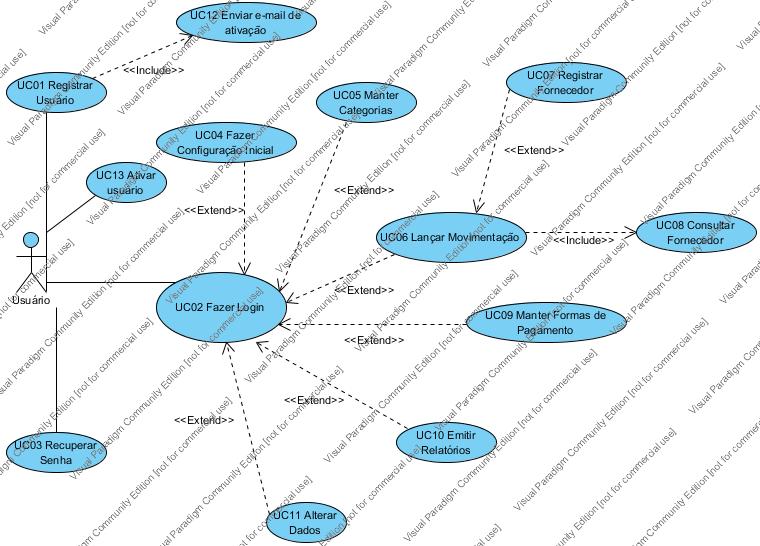 UC12 Enviar e-mail de
ativação
<<Include>>
UC01 Registrar
Usuário
UC05 Manter
Categorias
UC07 Registrar
Fornecedor
UC04 Fazer
Configuração Inicial
<<Extend>>
UC13 Ativar
usuário
<<Extend>>
<<Extend>>
UC06 Lançar Movimentação
UC08 Consultar
Fornecedor
<<Include>>
Usuário
UC02 Fazer Login
<<Extend>>
UC09 Manter Formas de
Pagamento
<<Extend>>
<<Extend>>
<<Extend>>
UC03 Recuperar
Senha
UC10 Emitir
Relatórios
UC11 Alterar
Dados
Visual Paradigm Community Edition [not for commercial use]